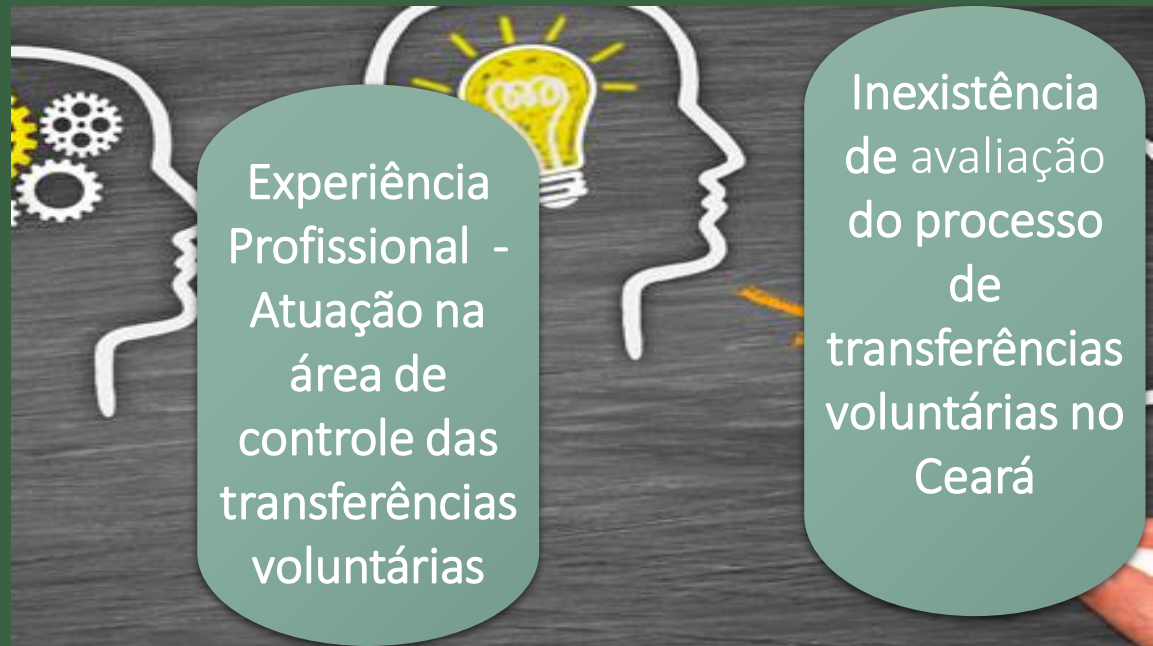 Experiência
Profissional -
Atuação na
área de
controle das
transferências
voluntárias
Inexistência
de avaliação
do processo
de
transferências
voluntárias no
Ceará